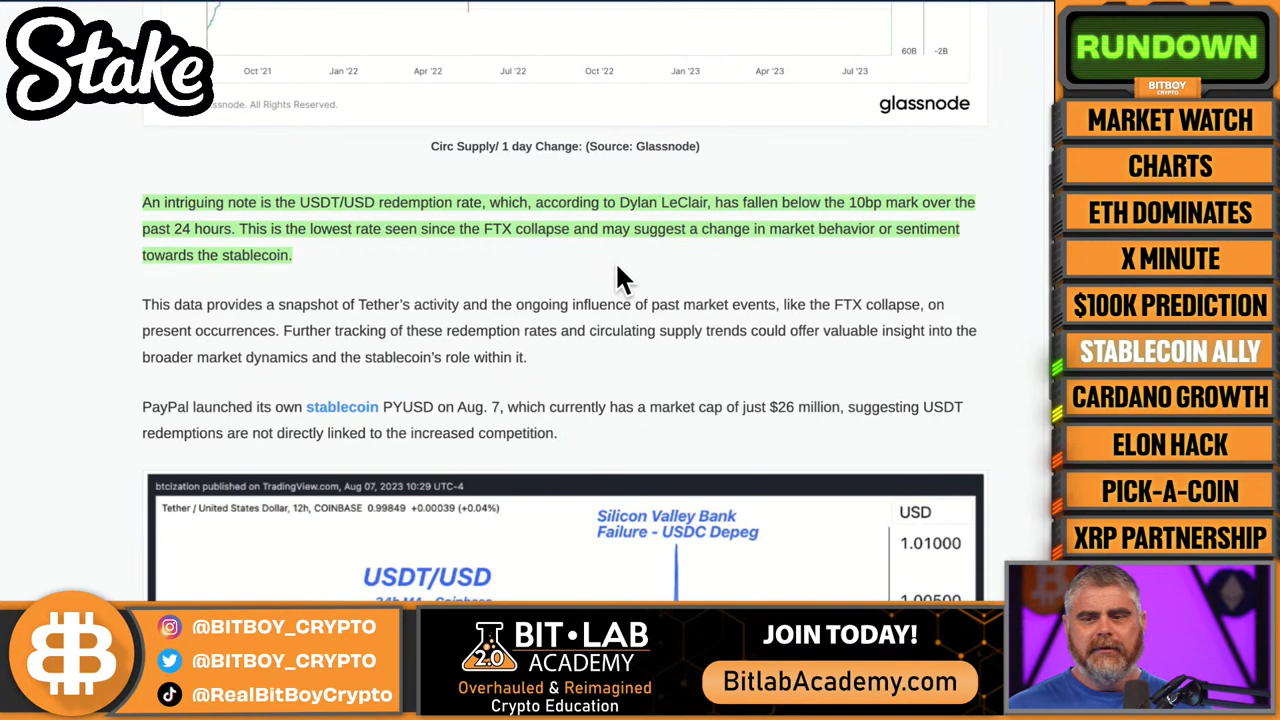 Stake
60B
-2B
Oct '21
Jan '22
Apr '22
Jul '22
Oct '22
Jan '23
Apr '23
Jul '23
All Rights Reserved.
glassnode
Circ Supply/ 1 day Change: (Source: Glassnode)
An intriguing note is the USDT/USD redemption rate, which, according to Dylan LeClair, has fallen below the 10bp mark over the
past 24 hours. This is the lowest rate seen since the FTX collapse and may suggest a change in market behavior or sentiment
towards the stablecoin.
This data provides a snapshot of Tether’s activity and the ongoing influence of past market events, like the FTX collapse, on
present occurrences. Further tracking of these redemption rates and circulating supply trends could offer valuable insight into the
broader market dynamics and the stablecoin’s role within it.
PayPal launched its own stablecoin PYUSD on Aug. 7, which currently has a market cap of just $26 million, suggesting USDT
redemptions are not directly linked to the increased competition.
btcization published on TradingView.com, Aug 07, 2023 10:29 UTC-4
Tether / United States Dollar, 12h, COINBASE 0.99849 +0.00039 (+0.04%)
Silicon Valley Bank
Failure - USDC Depeg
USD
1.01000
USDT/USD
1.00500
RUNDOWN
BITBOY
CRYPTO
MARKET WATCH
CHARTS
ETH DOMINATES
X MINUTE
$100K PREDICTION
STABLECOIN ALLY
CARDANO GROWTH
ELON HACK
PICK-A-COIN
XRP PARTNERSHIP
@BITBOY_CRYPTO
@BITBOY_CRYPTO
@RealBitBoyCrypto
2.0
BIT•LAB
ACADEMY
Overhauled & Reimagined
Crypto Education
JOIN TODAY!
BitlabAcademy.com